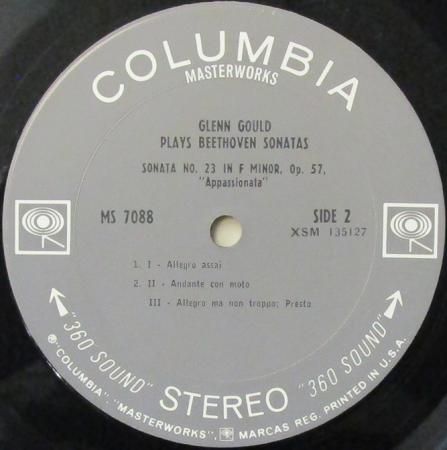 COLUMBIA
MASTERWORKS
GLENN GOULD
PLAYS BEETHOVEN SONATAS
SONATA NO. 23 IN F MINOR, Op. 57,
"Appassionata"
MS 7088
SIDE 2
XSM 135127
1. I - Allegro assai
2. II - Andante con moto
III - Allegro ma non troppo; Presto
"360 SOUND" STEREO "360 SOUND"
℗ "COLUMBIA", "MASTERWORKS", MARCAS REG. PRINTED IN U.S.A.